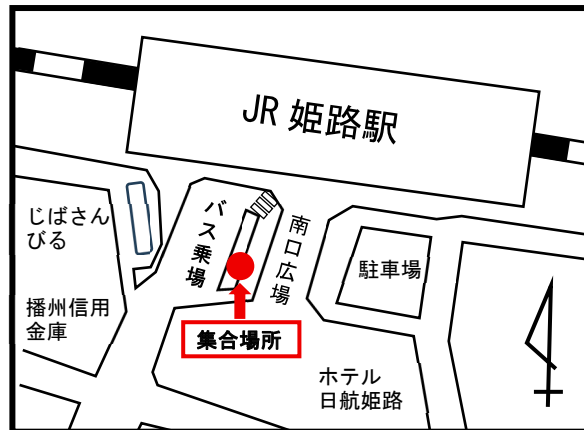 JR 姫路駅
じばさん
びる
バス乗場
南口広場
駐車場
播州信用
金庫
集合場所
ホテル
日航姫路